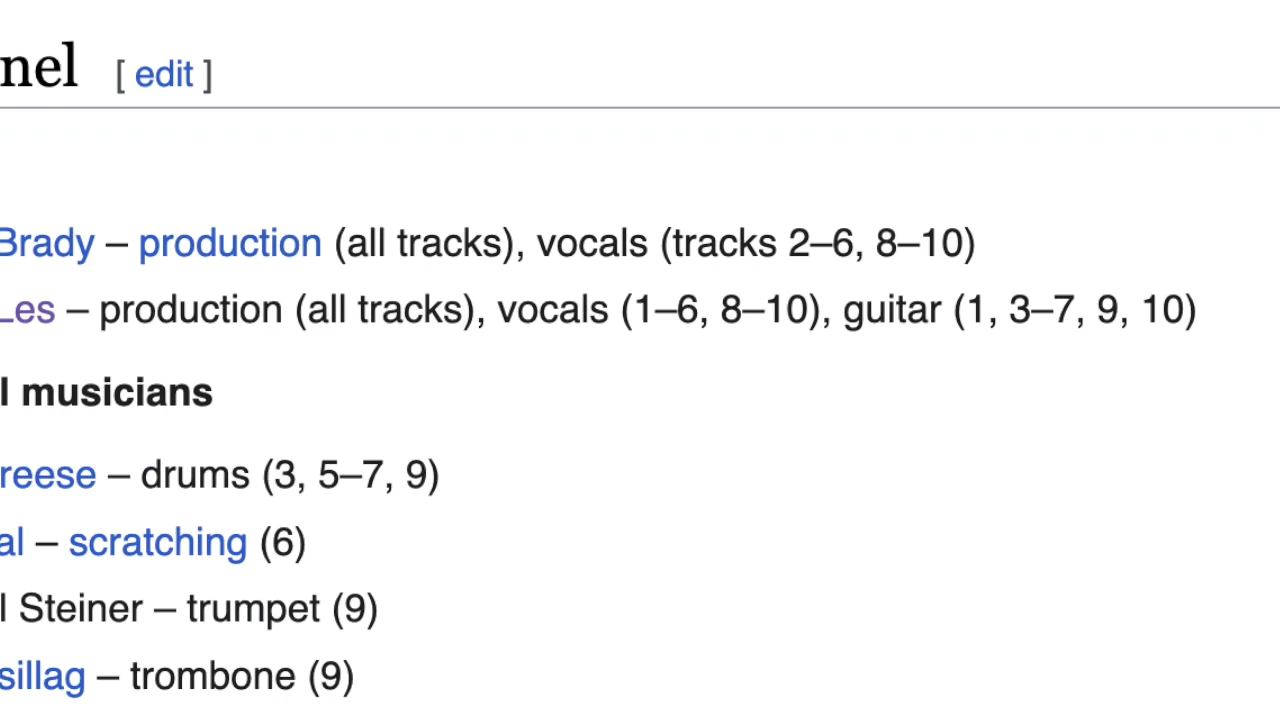 nel [ edit ]
Brady – production (all tracks), vocals (tracks 2–6, 8–10)
Les – production (all tracks), vocals (1–6, 8–10), guitar (1, 3–7, 9, 10)
l musicians
reese – drums (3, 5–7, 9)
al – scratching (6)
l Steiner – trumpet (9)
sillag – trombone (9)